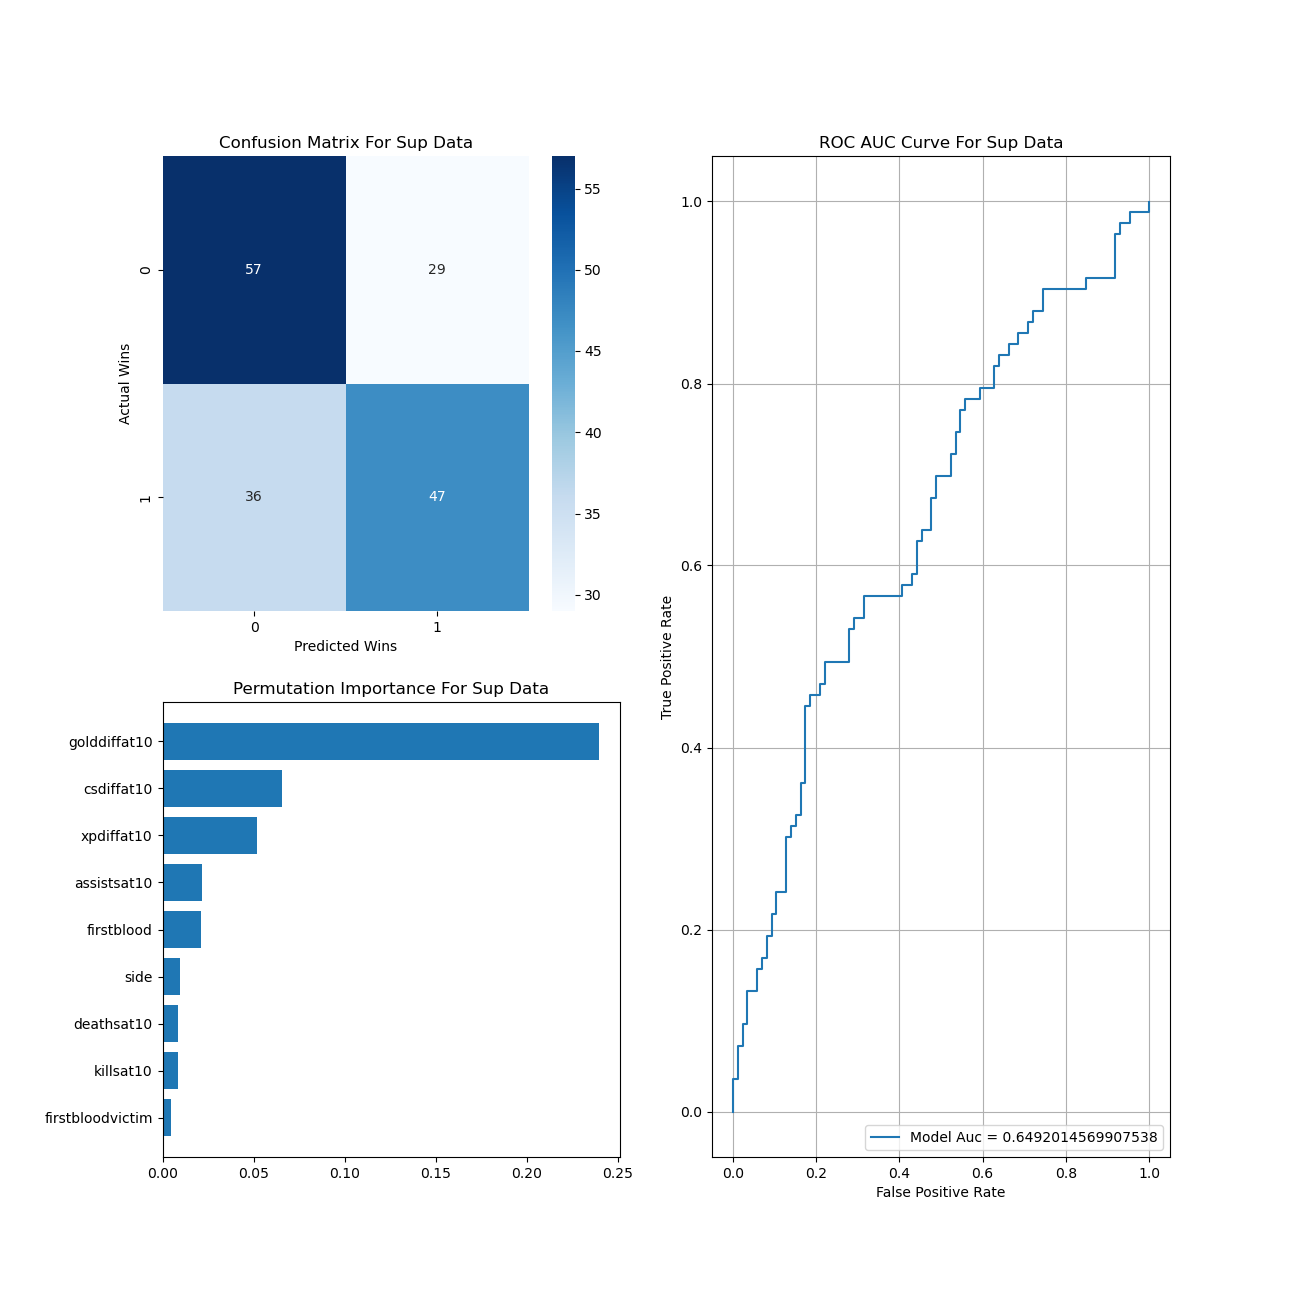 Confusion Matrix For Sup Data
57
29
36
47
0
1
Actual Wins
0
1
Predicted Wins
55
50
45
40
35
30
Permutation Importance For Sup Data
golddiffat10
csdiffat10
xpdiffat10
assistsat10
firstblood
side
deathsat10
killsat10
firstbloodvictim
0.00
0.05
0.10
0.15
0.20
0.25
ROC AUC Curve For Sup Data
1.0
0.8
0.6
0.4
0.2
0.0
True Positive Rate
Model Auc = 0.6492014569907538
0.0
0.2
0.4
0.6
0.8
1.0
False Positive Rate